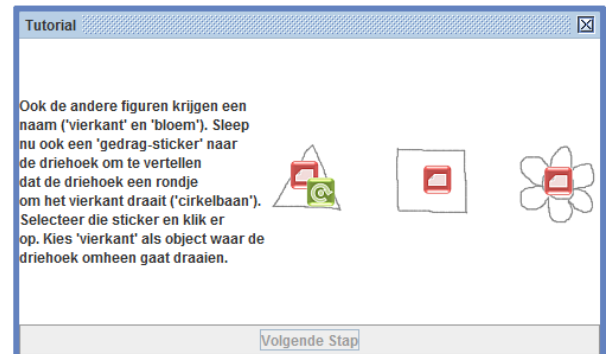 Tutorial
Ook de andere figuren krijgen een
naam ('vierkant' en 'bloem'). Sleep
nu ook een 'gedrag-sticker' naar
de driehoek om te vertellen
dat de driehoek een rondje
om het vierkant draait ('cirkelbaan').
Selecteer die sticker en klik er
op. Kies 'vierkant' als object waar de
driehoek omheen gaat draaien.
Volgende Stap